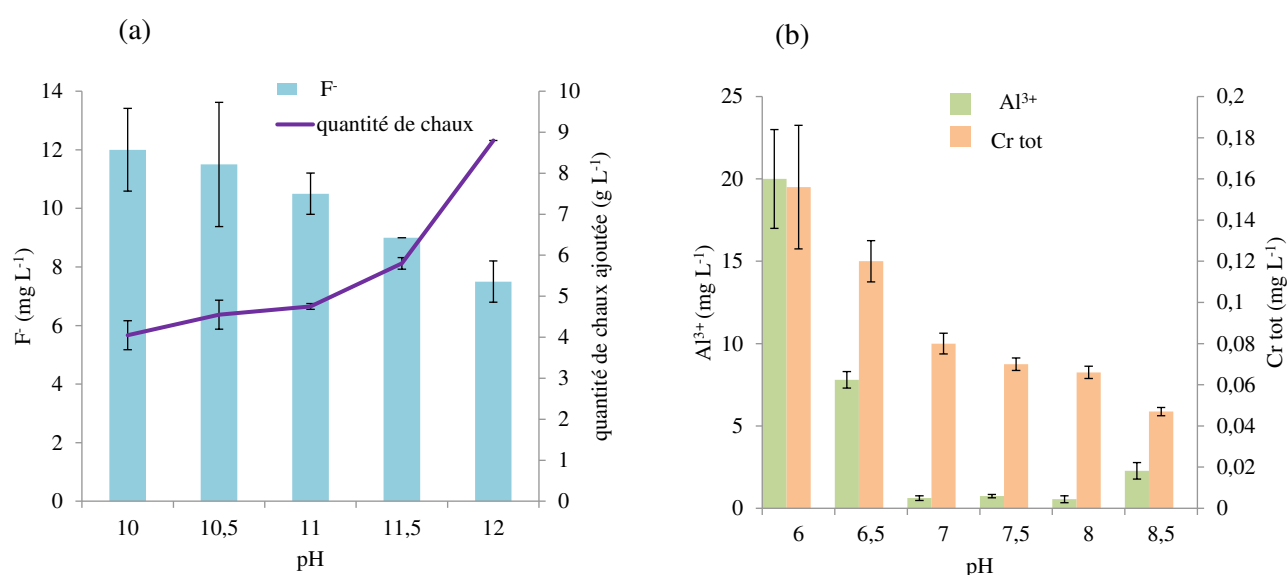 (a)
F⁻
quantité de chaux
14
12
10
8
6
4
2
0
F⁻ (mg L⁻¹)
10
9
8
7
6
5
4
3
2
1
0
quantité de chaux ajoutée (g L⁻¹)
10 10,5 11 11,5 12
pH
(b)
Al³⁺
Cr tot
25
20
15
10
5
0
Al³⁺ (mg L⁻¹)
0,2
0,18
0,16
0,14
0,12
0,1
0,08
0,06
0,04
0,02
0
Cr tot (mg L⁻¹)
6 6,5 7 7,5 8 8,5
pH